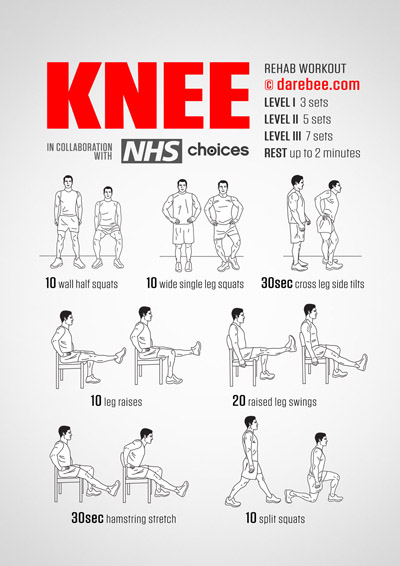 KNEE
REHAB WORKOUT
© darebee.com
LEVEL I 3 sets
LEVEL II 5 sets
LEVEL III 7 sets
REST up to 2 minutes
IN COLLABORATION
WITH
NHS choices
10 wall half squats
10 wide single leg squats
30sec cross leg side tilts
10 leg raises
20 raised leg swings
30sec hamstring stretch
10 split squats